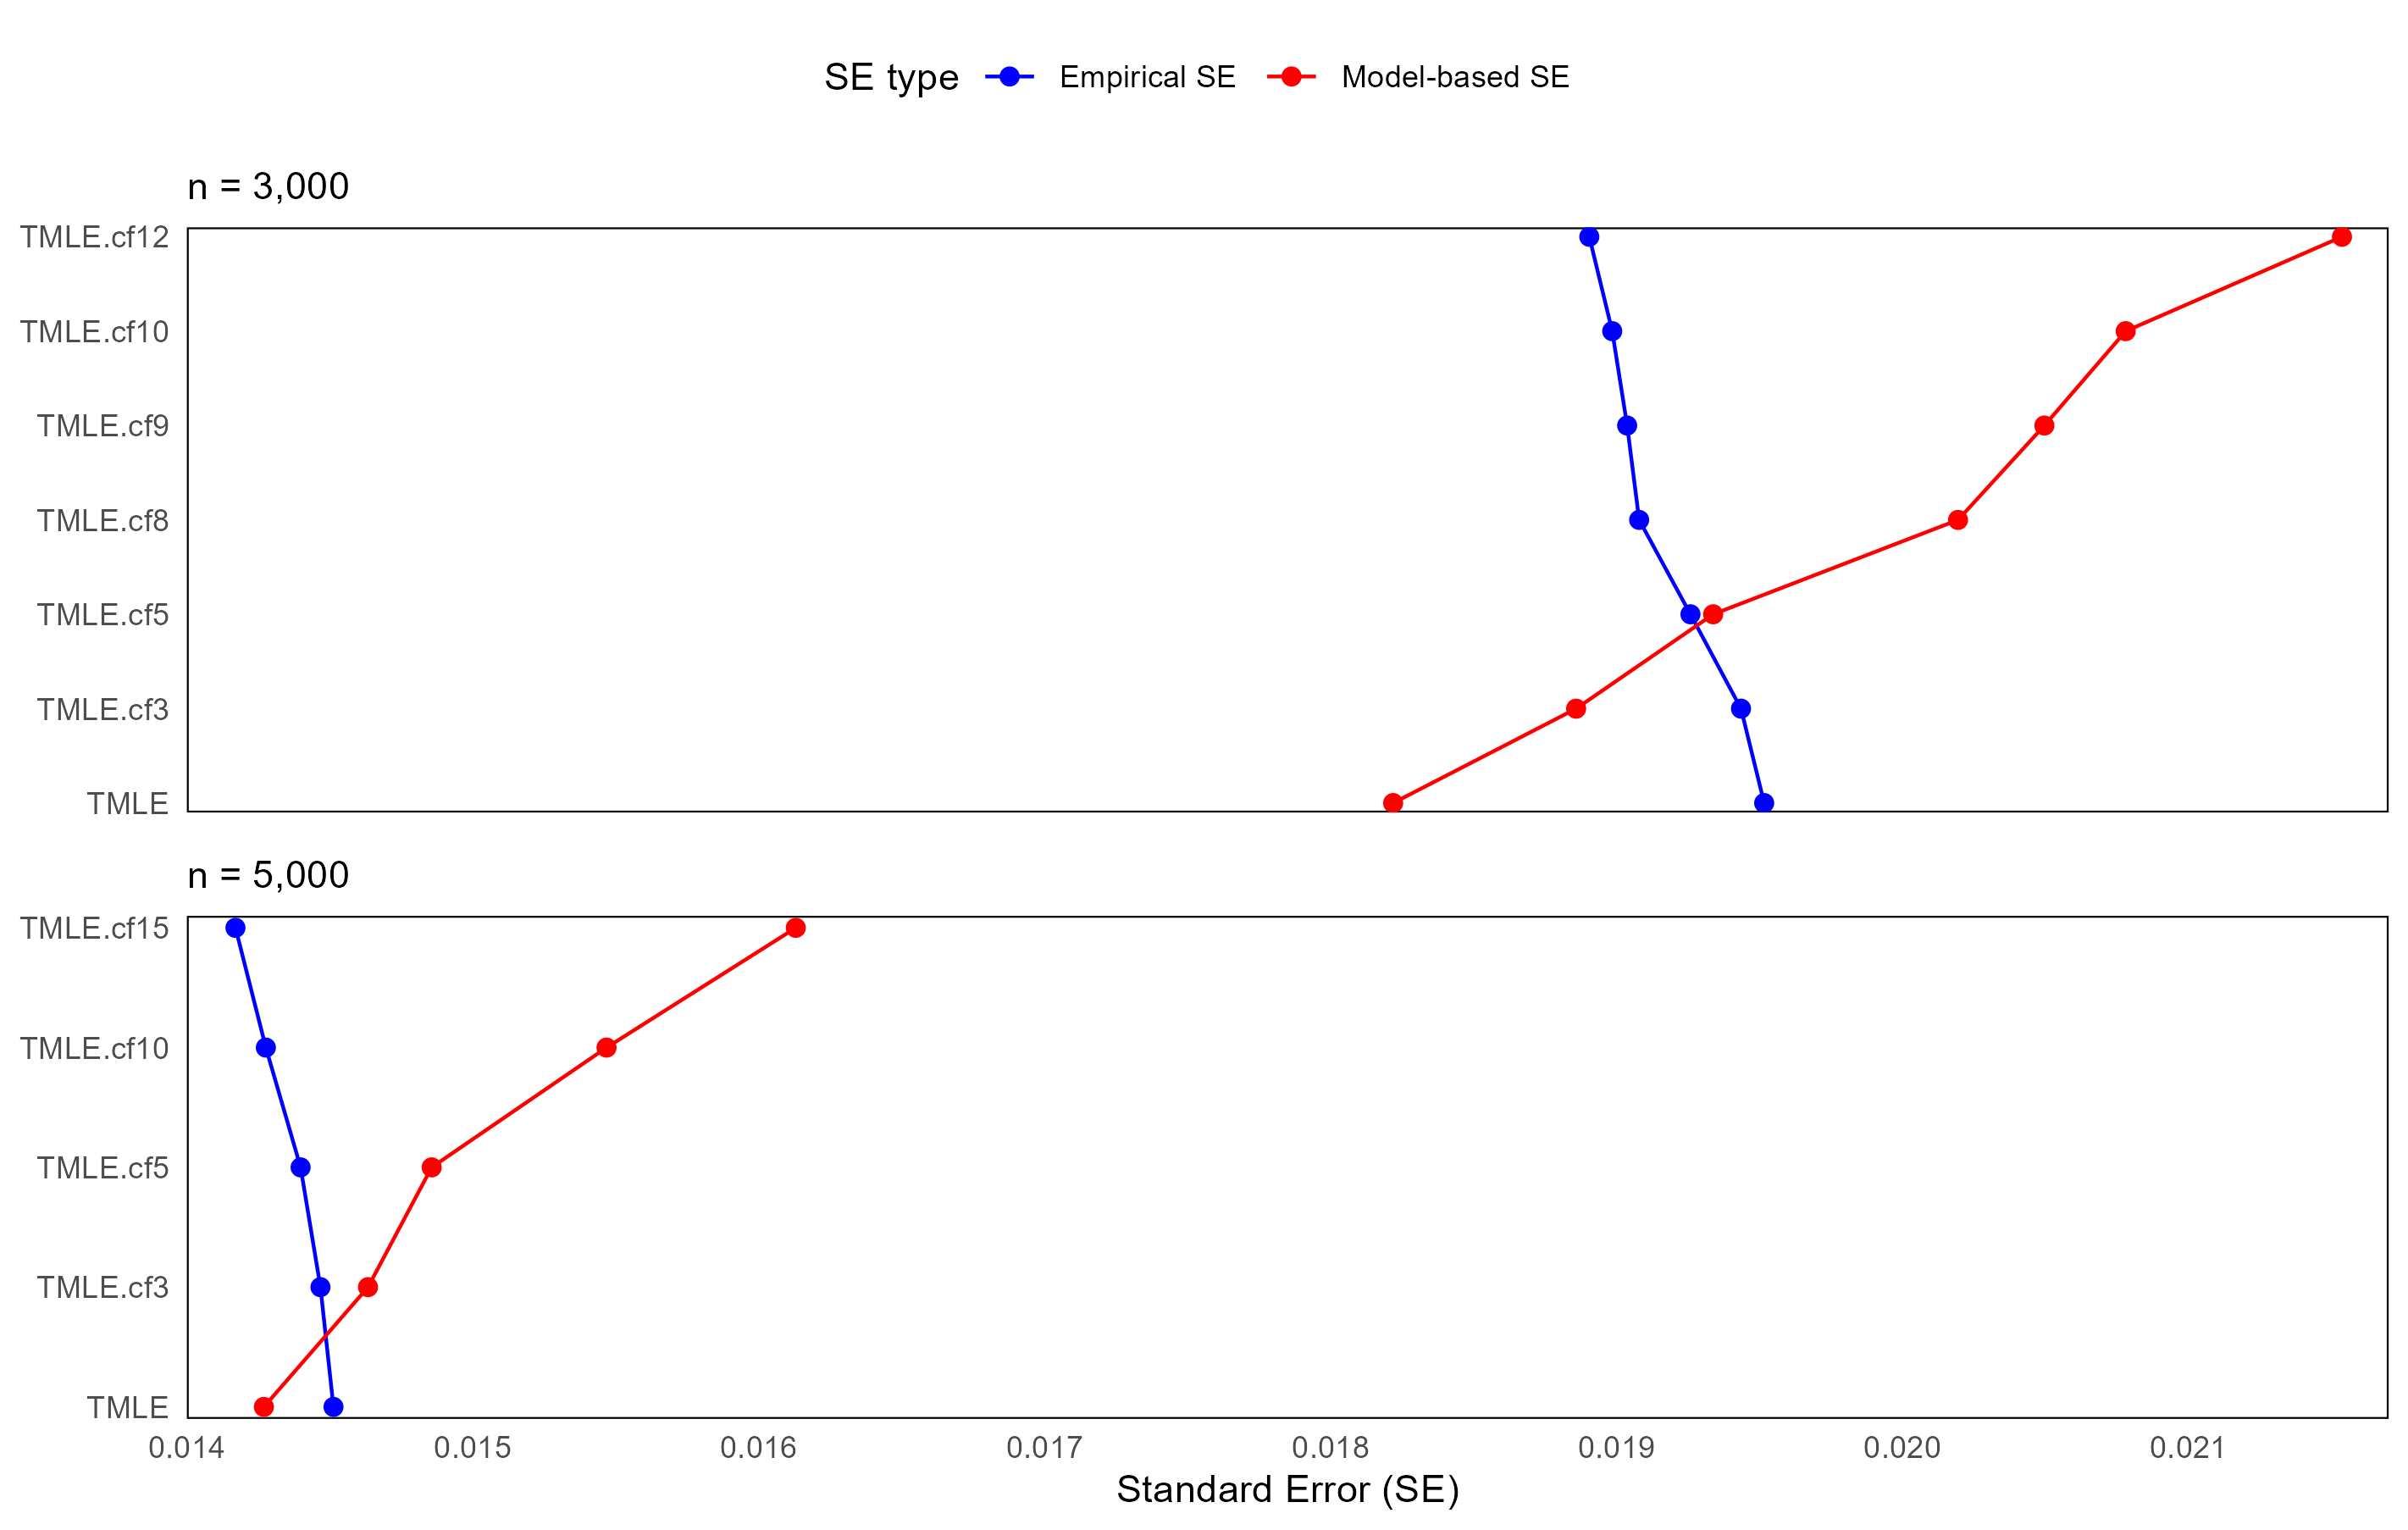 SE type Empirical SE Model-based SE
n = 3,000
TMLE.cf12
TMLE.cf10
TMLE.cf9
TMLE.cf8
TMLE.cf5
TMLE.cf3
TMLE
n = 5,000
TMLE.cf15
TMLE.cf10
TMLE.cf5
TMLE.cf3
TMLE
0.014 0.015 0.016 0.017 0.018 0.019 0.020 0.021
Standard Error (SE)